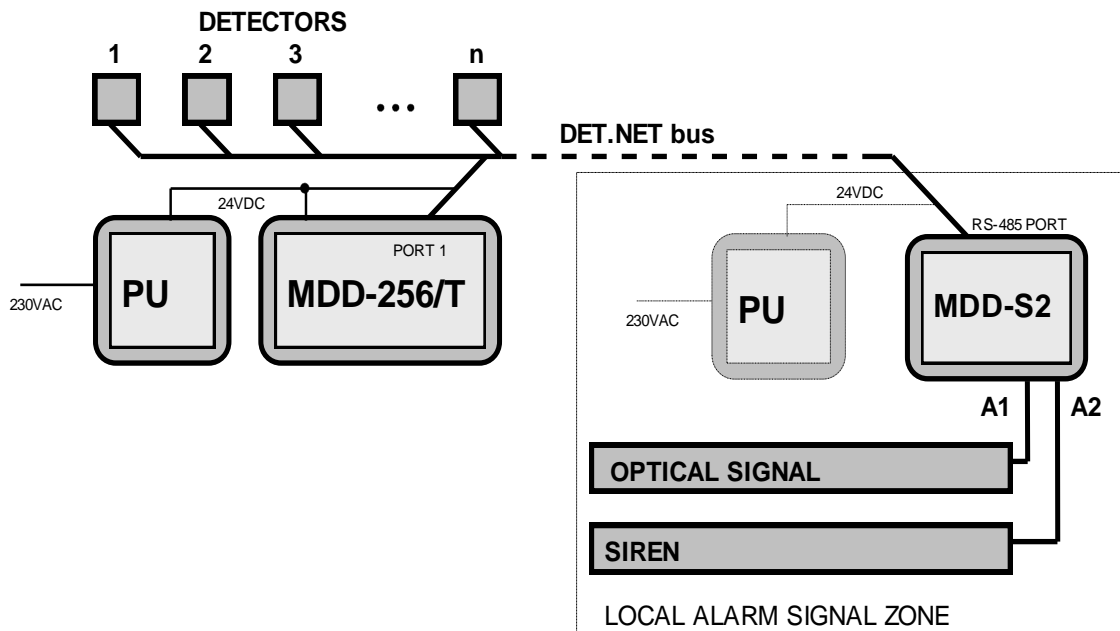 DETECTORS
1 2 3 ... n
DET.NET bus
24VDC
24VDC
RS-485 PORT
PORT 1
PU
MDD-256/T
230VAC
PU
MDD-S2
230VAC
A1 A2
OPTICAL SIGNAL
SIREN
LOCAL ALARM SIGNAL ZONE